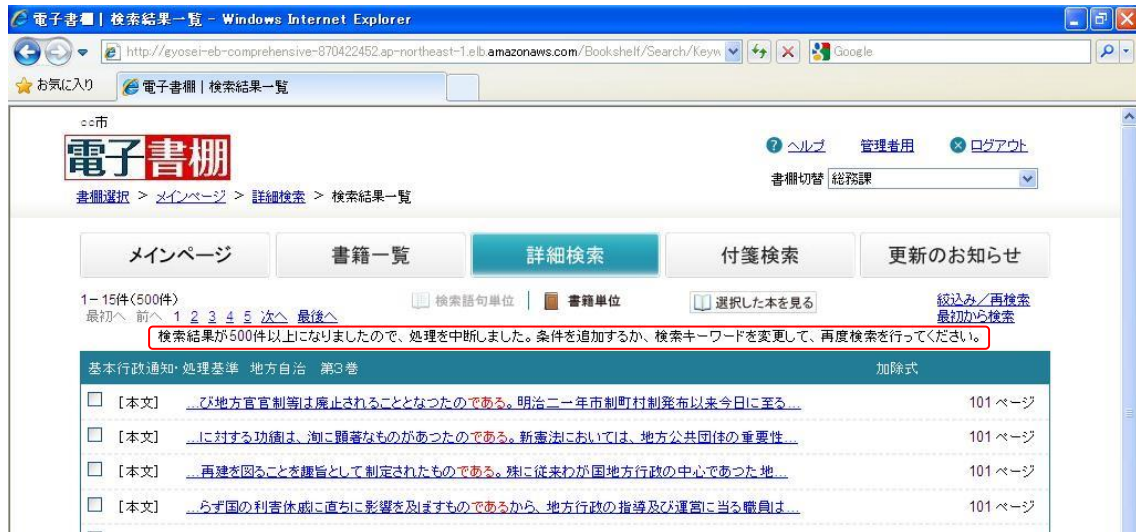 電子書棚 | 検索結果一覧 - Windows Internet Explorer
http://gyosei-eb-comprehensive-870422452.ap-northeast-1.elb.amazonaws.com/Bookshelf/Search/Keyw
Google
お気に入り
電子書棚 | 検索結果一覧
○○市
電子書棚
ヘルプ 管理者用 ログアウト
書棚切替 総務課
書棚選択 > メインページ > 詳細検索 > 検索結果一覧
メインページ 書籍一覧 詳細検索 付箋検索 更新のお知らせ
1-15件(500件) 検索語句単位 書籍単位 選択した本を見る 絞込み/再検索
最初へ 前へ 1 2 3 4 5 次へ 最後へ 最初から検索
検索結果が500件以上になりましたので、処理を中断しました。条件を追加するか、検索キーワードを変更して、再度検索を行ってください。
基本行政通知・処理基準 地方自治 第3巻 加除式
[本文] ...び地方官官制等は廃止されることとなつたのである。明治二一年市制町村制発布以来今日に至る... 101 ページ
[本文] ...に対する功績は、洵に顕著なものがあつたのである。新憲法においては、地方公共団体の重要性... 101 ページ
[本文] ...再建を図ることを趣旨として制定されたものである。殊に従来わが国地方行政の中心であつた地... 101 ページ
[本文] ...らず国の利害休戚に直ちに影響を及ぼすものであるから、地方行政の指導及び運営に当る職員は... 101 ページ